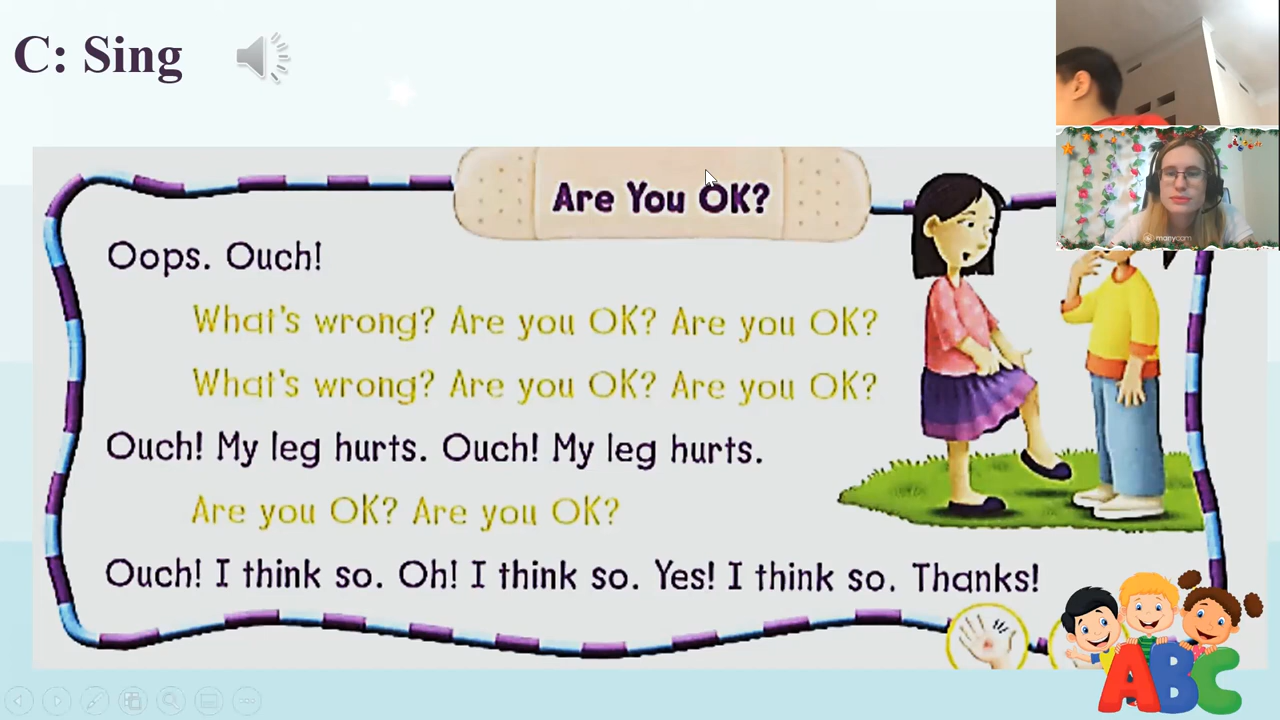 C: Sing
Are You OK?
Oops. Ouch!
What's wrong? Are you OK? Are you OK?
What's wrong? Are you OK? Are you OK?
Ouch! My leg hurts. Ouch! My leg hurts.
Are you OK? Are you OK?
Ouch! I think so. Oh! I think so. Yes! I think so. Thanks!
manycam
ABC